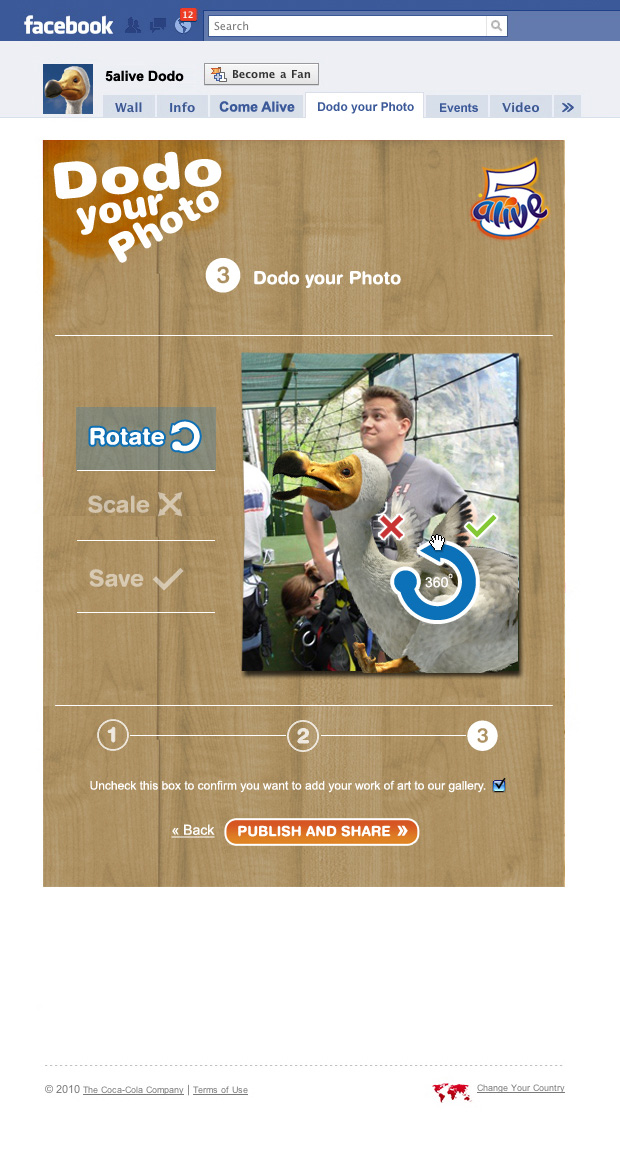 facebook
12
Search
5alive Dodo
Become a Fan
Wall
Info
Come Alive
Dodo your Photo
Events
Video
»
Dodo
your
Photo
5
alive
3 Dodo your Photo
Rotate
Scale
Save
360°
1
2
3
Uncheck this box to confirm you want to add your work of art to our gallery.
« Back
PUBLISH AND SHARE »
© 2010 The Coca-Cola Company | Terms of Use
Change Your Country